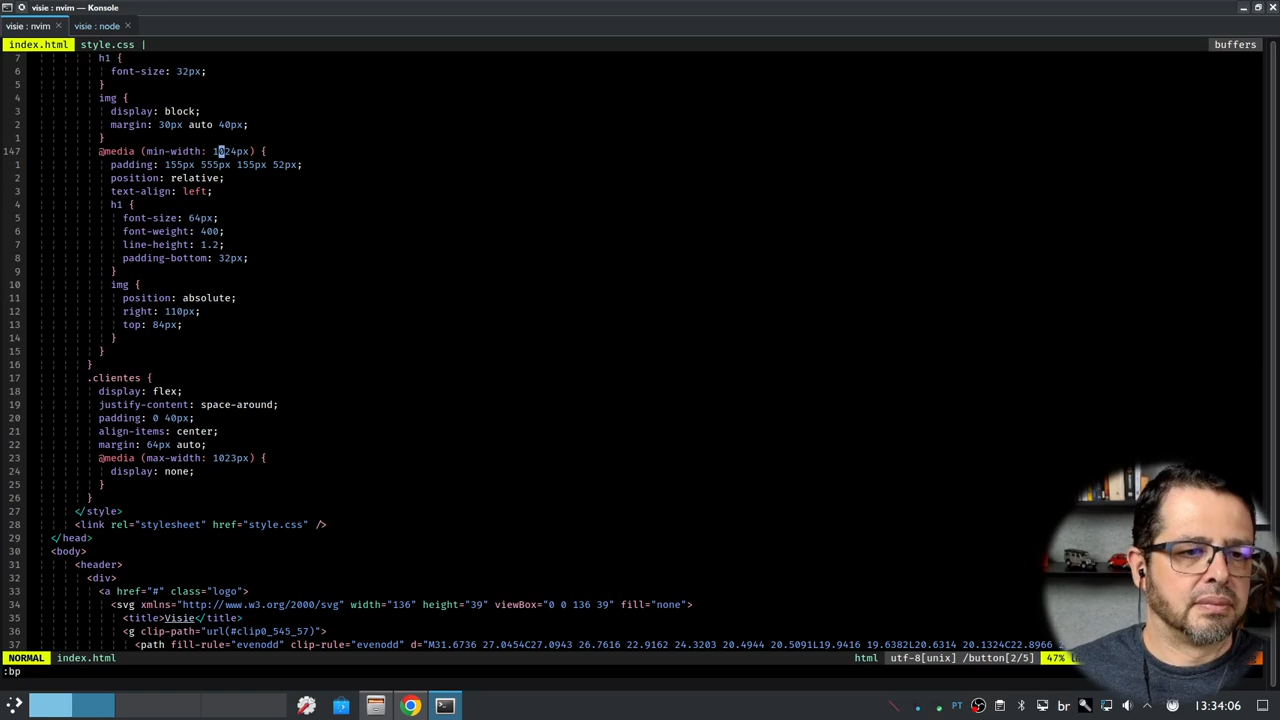 visie : nvim — Konsole
visie : nvim
visie : node
index.html style.css |
buffers
7 h1 {
6 font-size: 32px;
5 }
4 img {
3 display: block;
2 margin: 30px auto 40px;
1 }
147 @media (min-width: 1024px) {
1 padding: 155px 555px 155px 52px;
2 position: relative;
3 text-align: left;
4 h1 {
5 font-size: 64px;
6 font-weight: 400;
7 line-height: 1.2;
8 padding-bottom: 32px;
9 }
10 img {
11 position: absolute;
12 right: 110px;
13 top: 84px;
14 }
15 }
16 }
17 .clientes {
18 display: flex;
19 justify-content: space-around;
20 padding: 0 40px;
21 align-items: center;
22 margin: 64px auto;
23 @media (max-width: 1023px) {
24 display: none;
25 }
26 }
27 </style>
28 <link rel="stylesheet" href="style.css" />
29 </head>
30 <body>
31 <header>
32 <div>
33 <a href="#" class="logo">
34 <svg xmlns="http://www.w3.org/2000/svg" width="136" height="39" viewBox="0 0 136 39" fill="none">
35 <title>Visie</title>
36 <g clip-path="url(#clip0_545_57)">
37 <path fill-rule="evenodd" clip-rule="evenodd" d="M31.6736 27.0454C27.0943 26.7616 22.9162 24.3203 20.4944 20.5091L19.9416 19.6382L20.6314 20.1324C22.8966
NORMAL index.html html utf-8[unix] /button[2/5] 47%
:bp
PT br 13:34:06